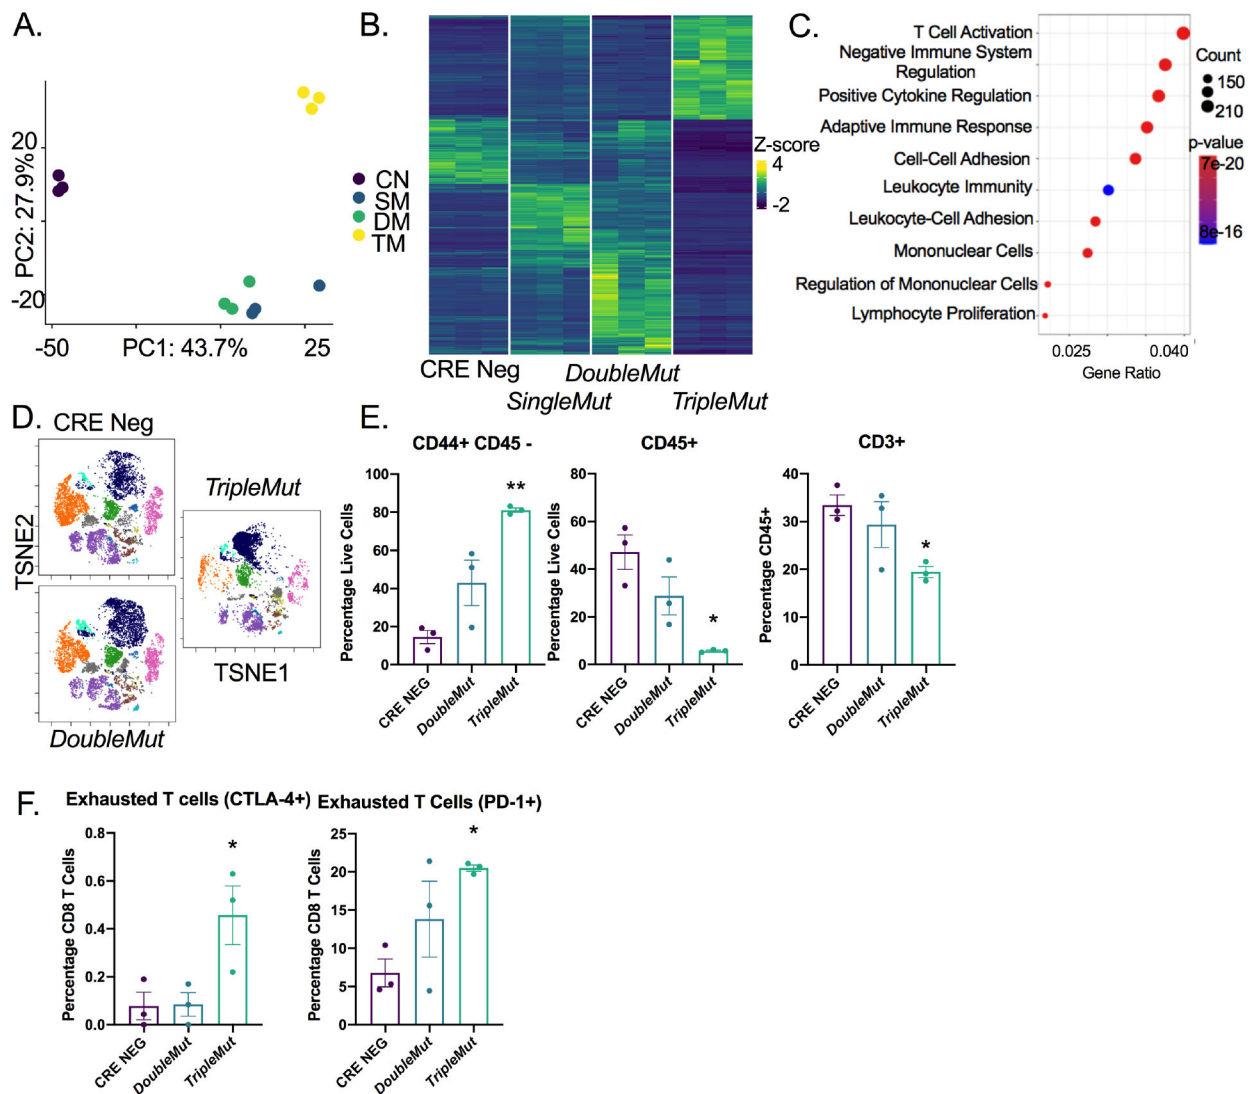 A.
20
PC2: 27.9%
-20
-50
PC1: 43.7%
25
CN
SM
DM
TM
B.
Z-score
4
-2
CRE Neg
DoubleMut
SingleMut
TripleMut
C.
T Cell Activation
Negative Immune System
Regulation
Positive Cytokine Regulation
Adaptive Immune Response
Cell-Cell Adhesion
Leukocyte Immunity
Leukocyte-Cell Adhesion
Mononuclear Cells
Regulation of Mononuclear Cells
Lymphocyte Proliferation
0.025
0.040
Gene Ratio
Count
150
210
p-value
7e-20
8e-16
D.
CRE Neg
TSNE2
TripleMut
TSNE1
DoubleMut
E.
CD44+ CD45 -
Percentage Live Cells
100
80
60
40
20
0
**
CRE NEG
DoubleMut
TripleMut
CD45+
Percentage Live Cells
80
60
40
20
0
*
CRE NEG
DoubleMut
TripleMut
CD3+
Percentage CD45+
40
30
20
10
0
*
CRE NEG
DoubleMut
TripleMut
F.
Exhausted T cells (CTLA-4+)
Percentage CD8 T Cells
0.8
0.6
0.4
0.2
0.0
*
CRE NEG
DoubleMut
TripleMut
Exhausted T Cells (PD-1+)
Percentage CD8 T Cells
25
20
15
10
5
0
*
CRE NEG
DoubleMut
TripleMut